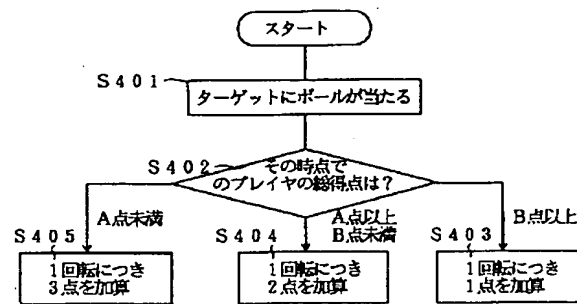 スタート
S401
ターゲットにボールが当たる
S402
その時点で
のプレイヤの総得点は?
A点未満
A点以上
B点未満
B点以上
S405
S404
S403
1回転につき
3点を加算
1回転につき
2点を加算
1回転につき
1点を加算